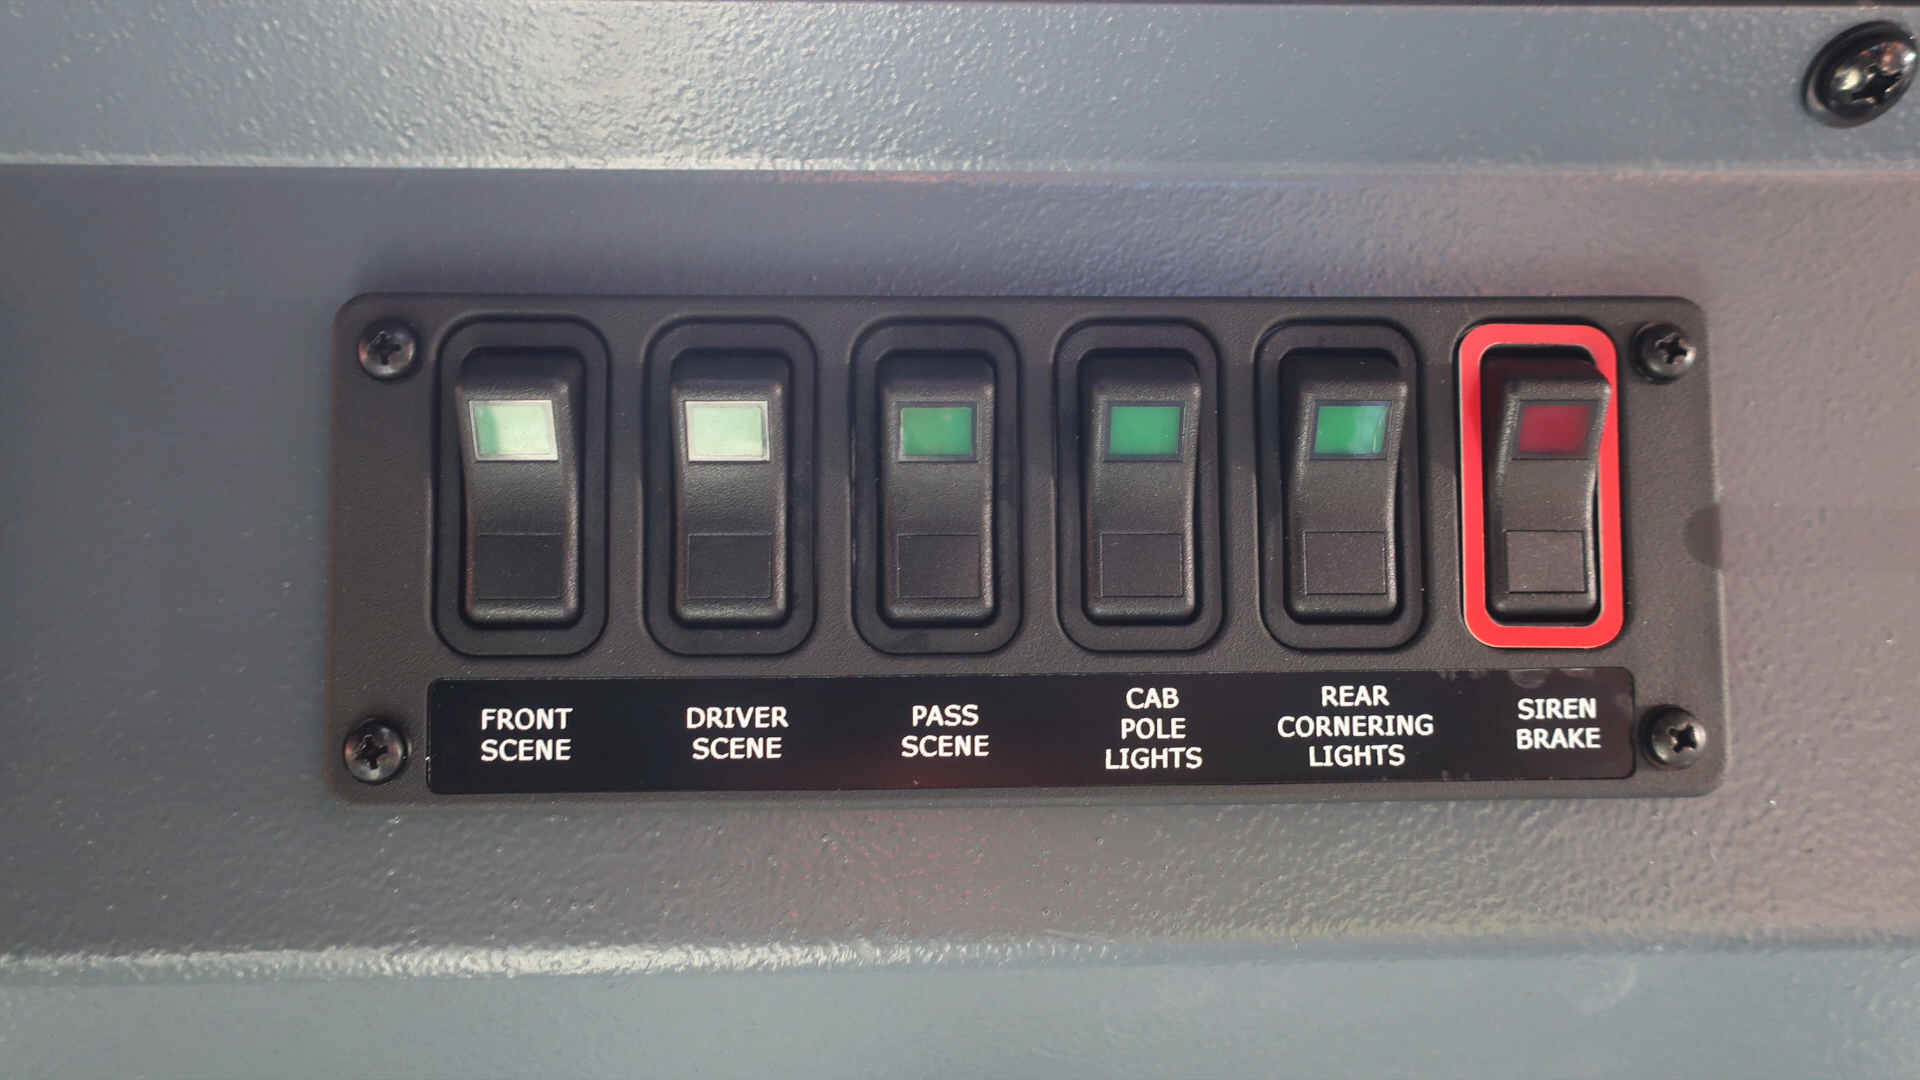 FRONT
SCENE
DRIVER
SCENE
PASS
SCENE
CAB
POLE
LIGHTS
REAR
CORNERING
LIGHTS
SIREN
BRAKE